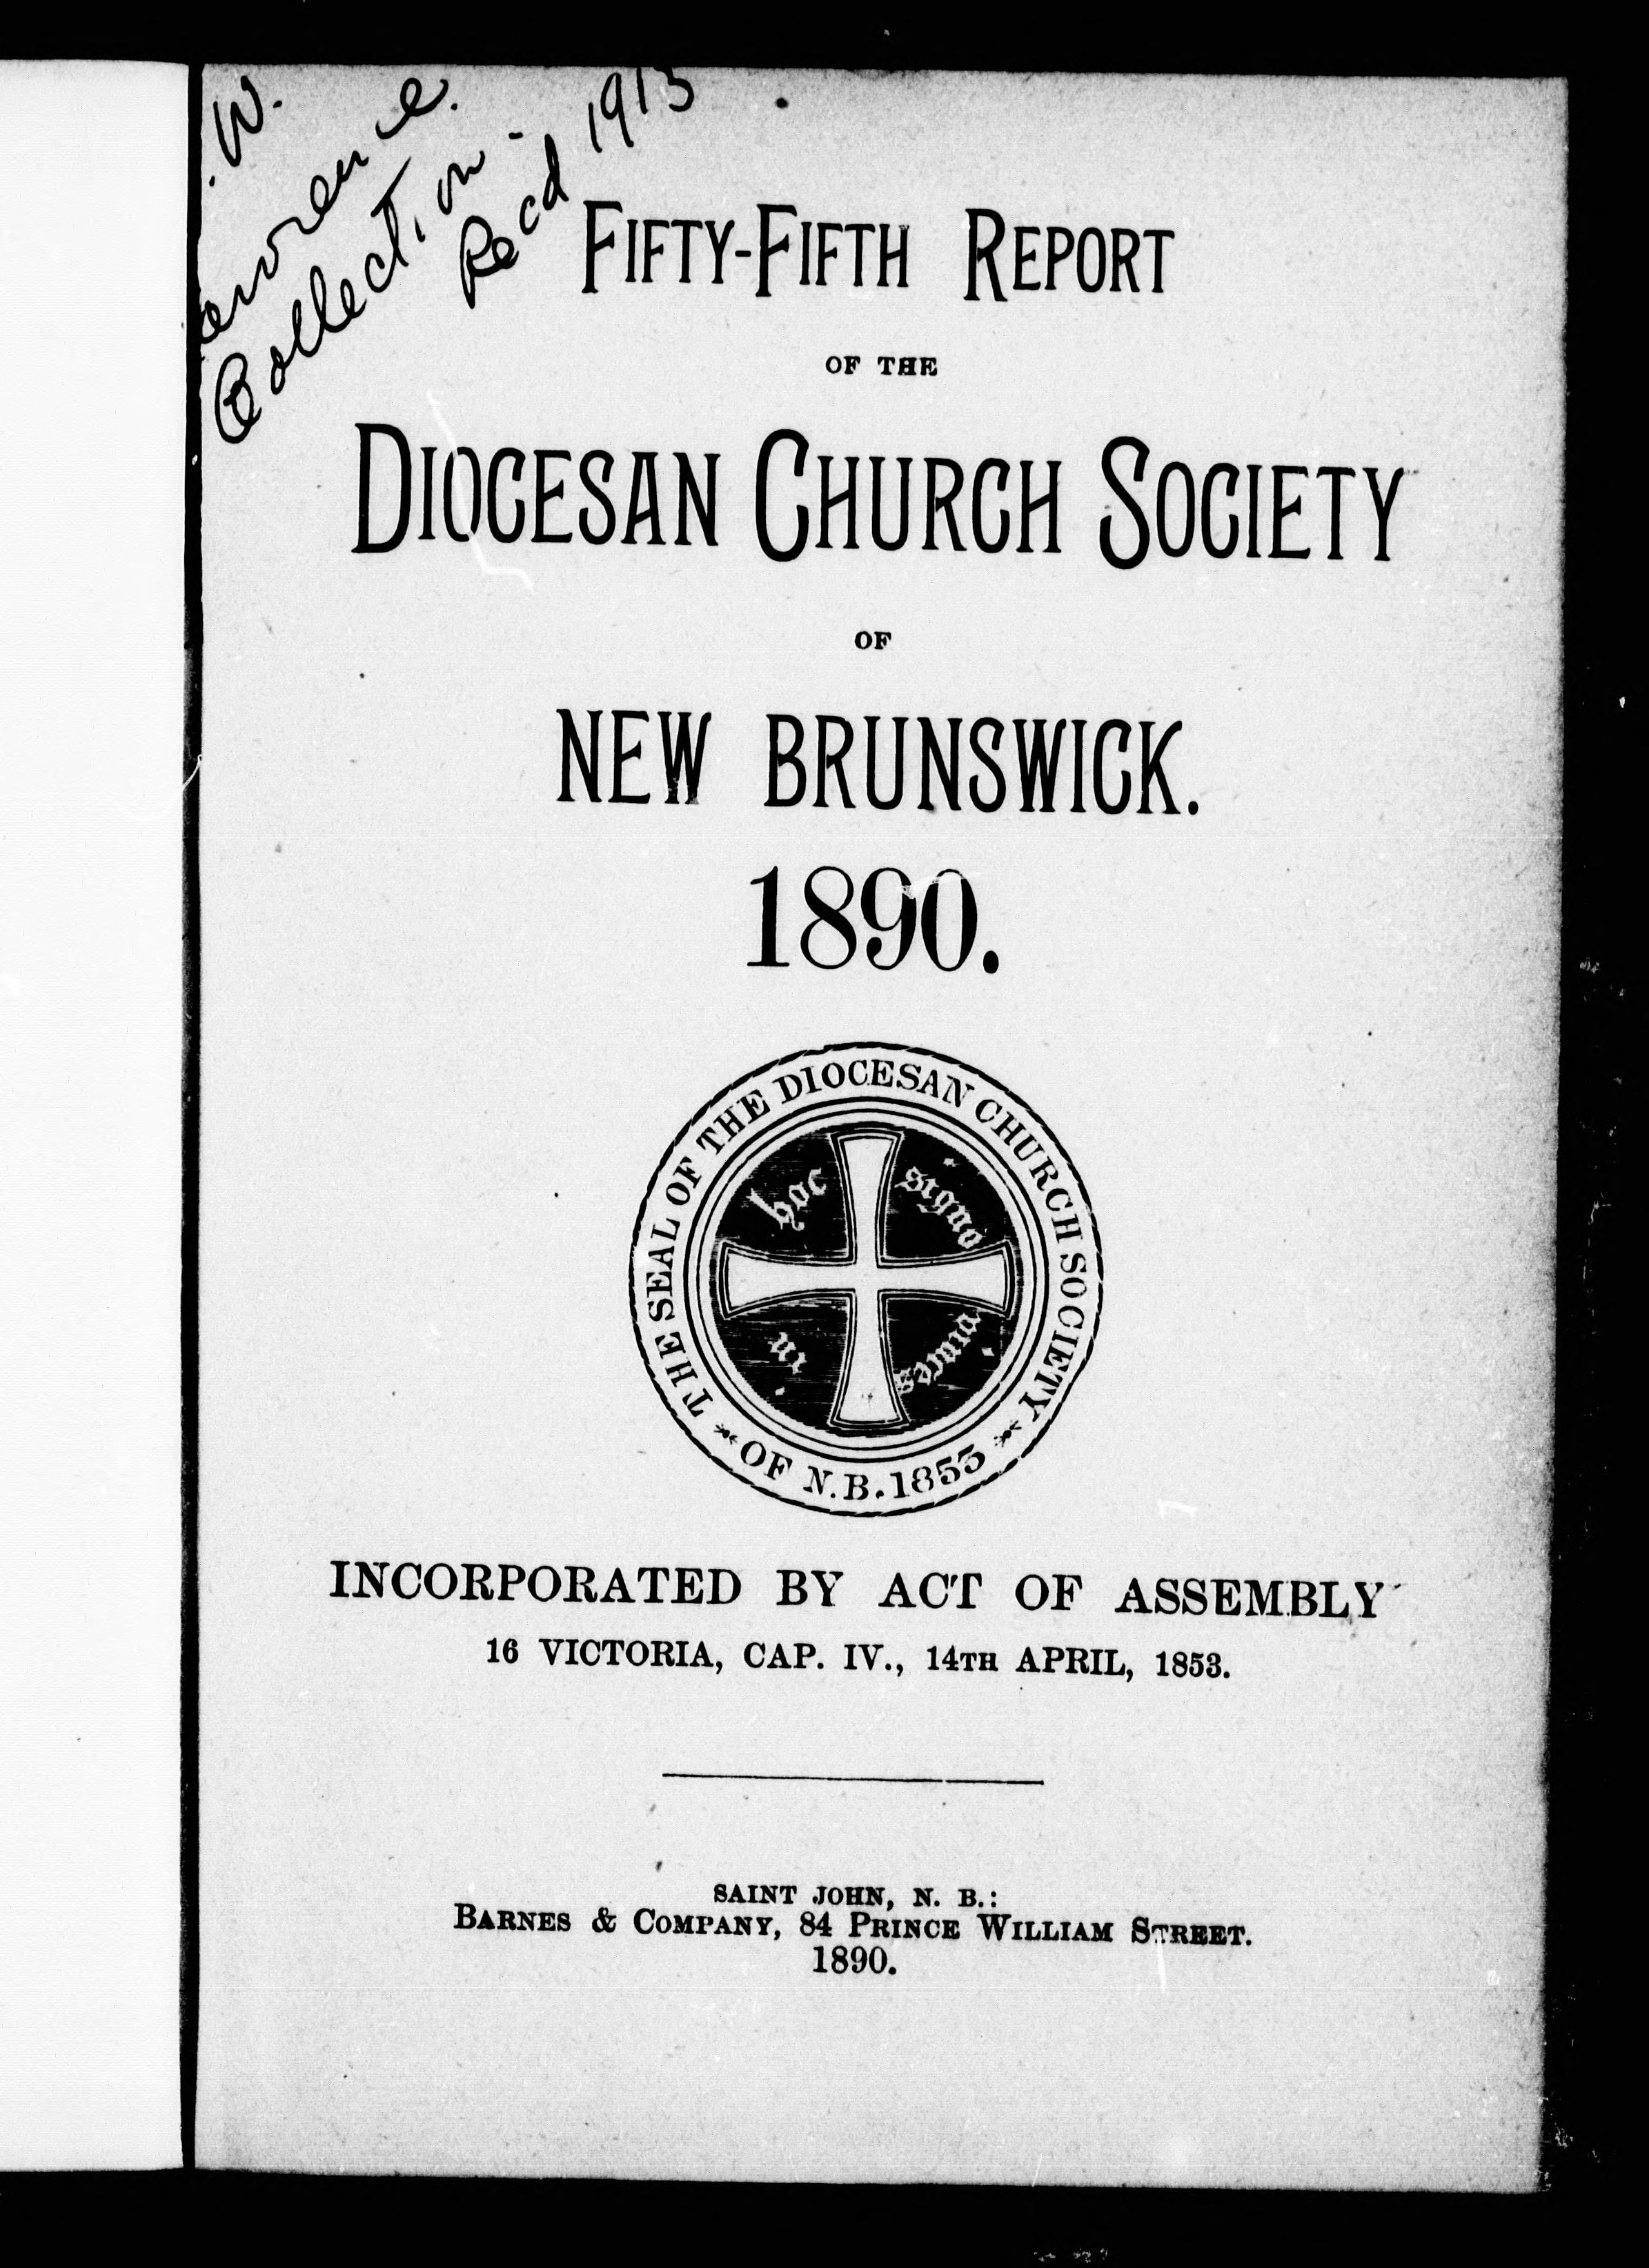 W.
Collection -
Recd 1913
FIFTY-FIFTH REPORT
OF THE
DIOCESAN CHURCH SOCIETY
OF
NEW BRUNSWICK.
1890.
THE SEAL OF THE DIOCESAN CHURCH SOCIETY
OF N.B. 1853
in hoc signo vinces
INCORPORATED BY ACT OF ASSEMBLY
16 VICTORIA, CAP. IV., 14TH APRIL, 1853.
SAINT JOHN, N. B.:
BARNES & COMPANY, 84 PRINCE WILLIAM STREET.
1890.